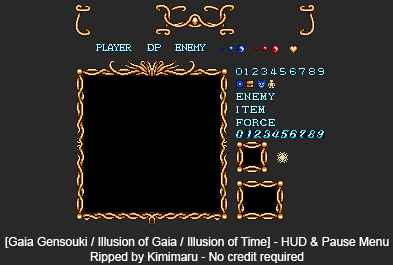 PLAYER DP ENEMY
0123456789
ENEMY
ITEM
FORCE
0123456789
[Gaia Gensouki / Illusion of Gaia / Illusion of Time] - HUD & Pause Menu
Ripped by Kimimaru - No credit required